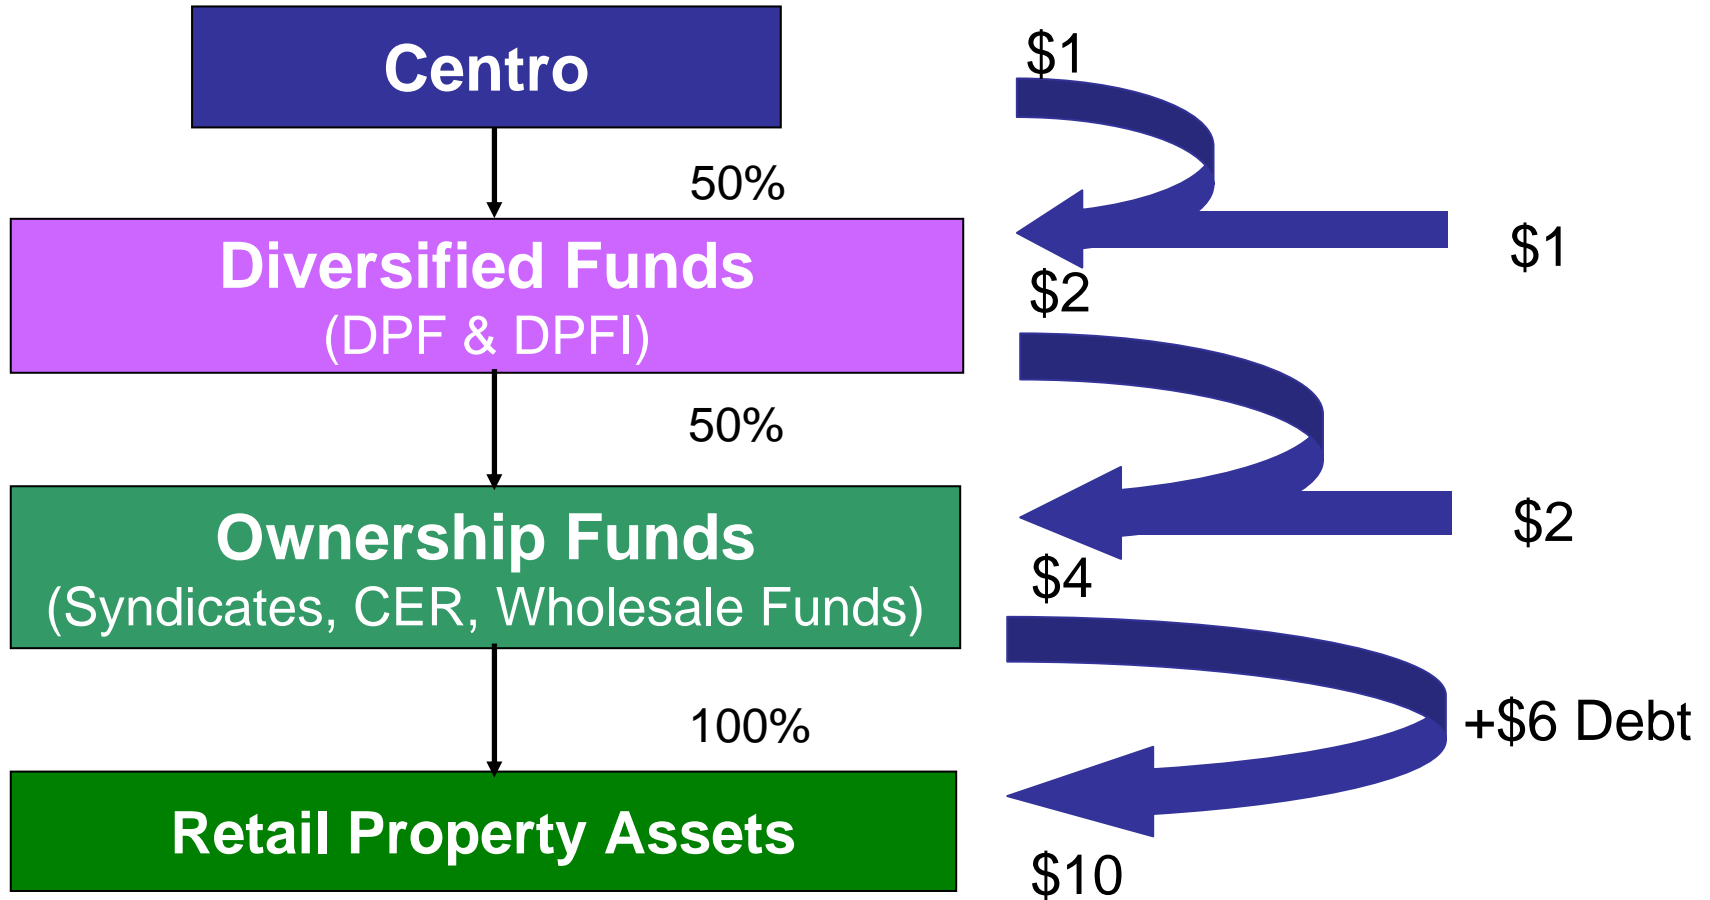 Centro
$1
50%
$1
Diversified Funds
(DPF & DPFI)
$2
50%
$2
Ownership Funds
(Syndicates, CER, Wholesale Funds)
$4
100%
+$6 Debt
Retail Property Assets
$10